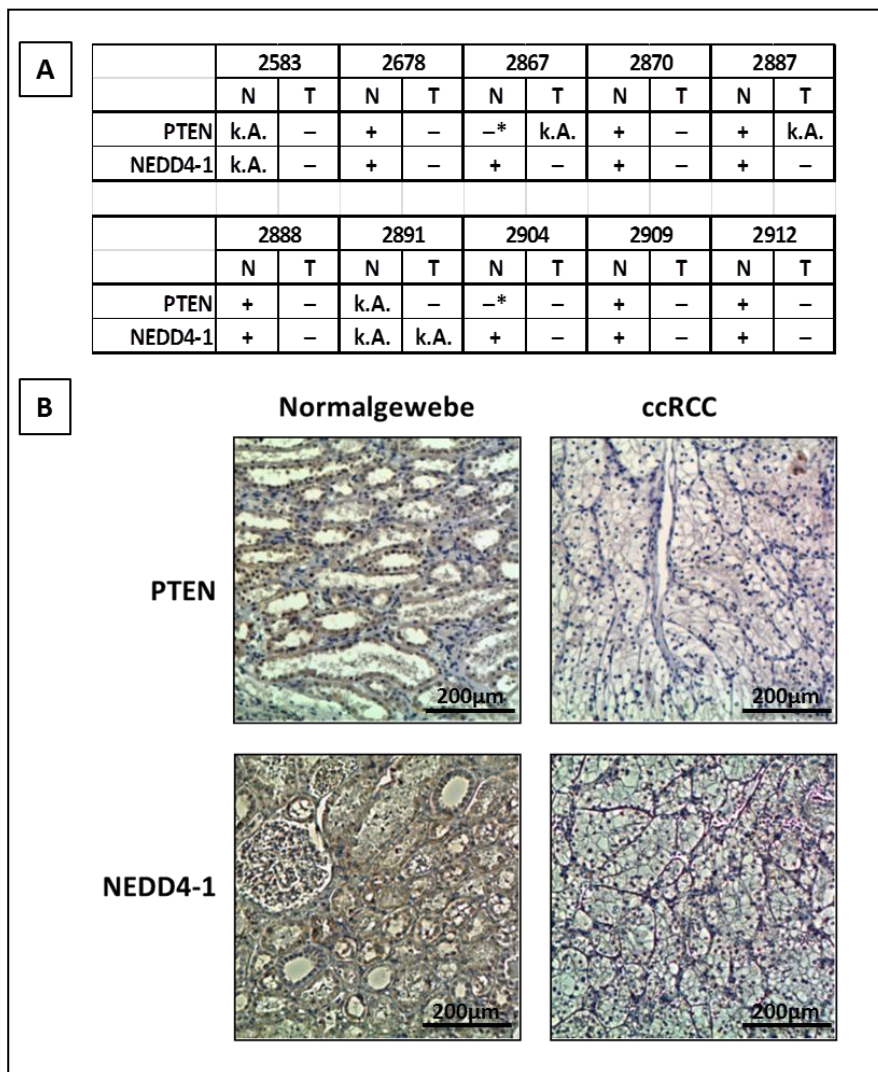 A
2583 2678 2867 2870 2887
N T N T N T N T N T
PTEN k.A. – + – –* k.A. + – + k.A.
NEDD4-1 k.A. – + – + – + – + –
2888 2891 2904 2909 2912
N T N T N T N T N T
PTEN + – k.A. – –* – + – + –
NEDD4-1 + – k.A. k.A. + – + – + –
B
Normalgewebe ccRCC
PTEN
200µm 200µm
NEDD4-1
200µm 200µm